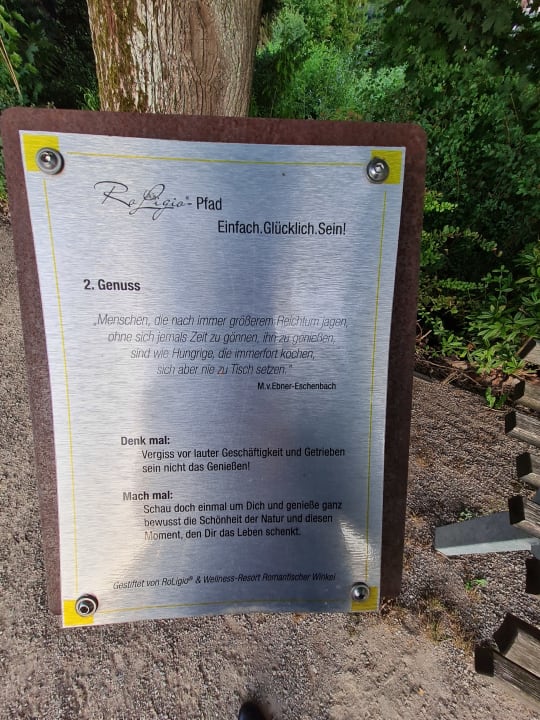 RoLigio®- Pfad
Einfach.Glücklich.Sein!
2. Genuss
„Menschen, die nach immer größerem Reichtum jagen,
ohne sich jemals Zeit zu gönnen, ihn zu genießen,
sind wie Hungrige, die immerfort kochen,
sich aber nie zu Tisch setzen."
M.v.Ebner-Eschenbach
Denk mal:
Vergiss vor lauter Geschäftigkeit und Getrieben
sein nicht das Genießen!
Mach mal:
Schau doch einmal um Dich und genieße ganz
bewusst die Schönheit der Natur und diesen
Moment, den Dir das Leben schenkt.
Gestiftet von RoLigio® & Wellness-Resort Romantischer Winkel